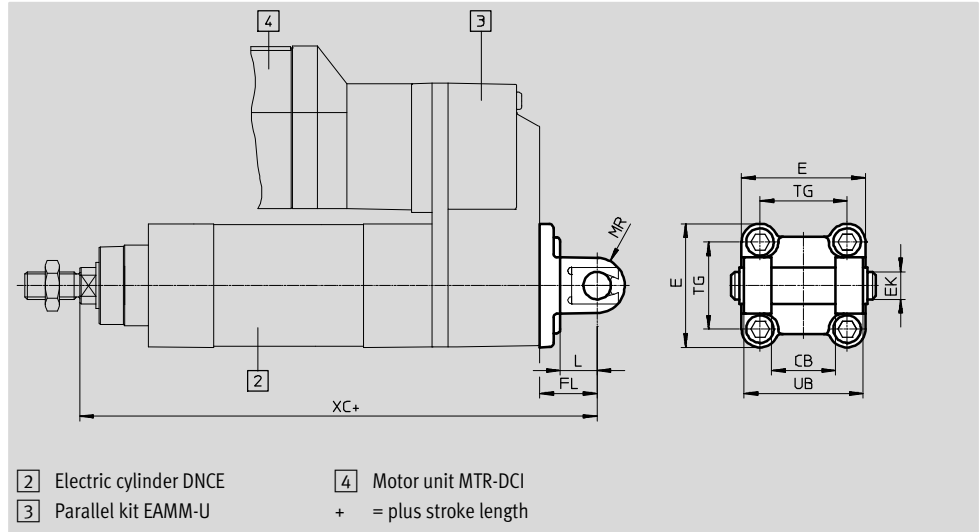 4
3
MR
E
TG
E
TG
EK
L
FL
CB
UB
2
XC+
2 Electric cylinder DNCE
3 Parallel kit EAMM-U
4 Motor unit MTR-DCI
+ = plus stroke length